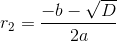 r_2 = \frac{-b - \sqrt{D}}{2a}